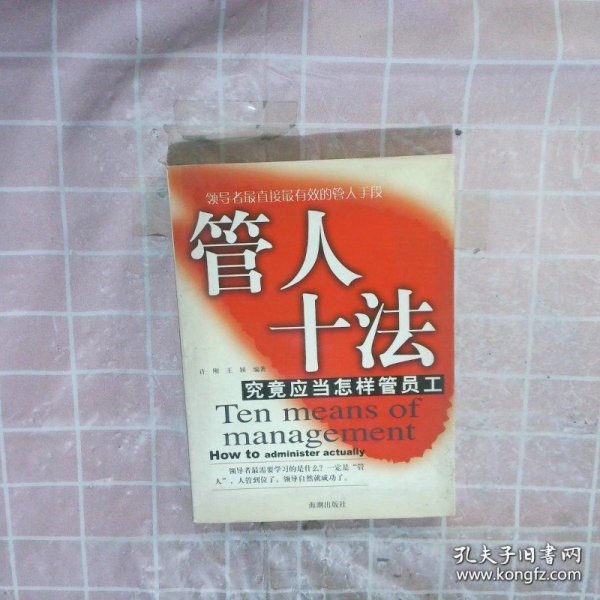 领导者最直接最有效的管人手段
管人
十法
许刚 王颖 编著
究竟应当怎样管员工
Ten means of
management
How to administer actually
领导者最需要学习的是什么?一定是“管
人”，人管到位了，领导自然就成功了。
海潮出版社
孔夫子旧书网
www.kongfz.com